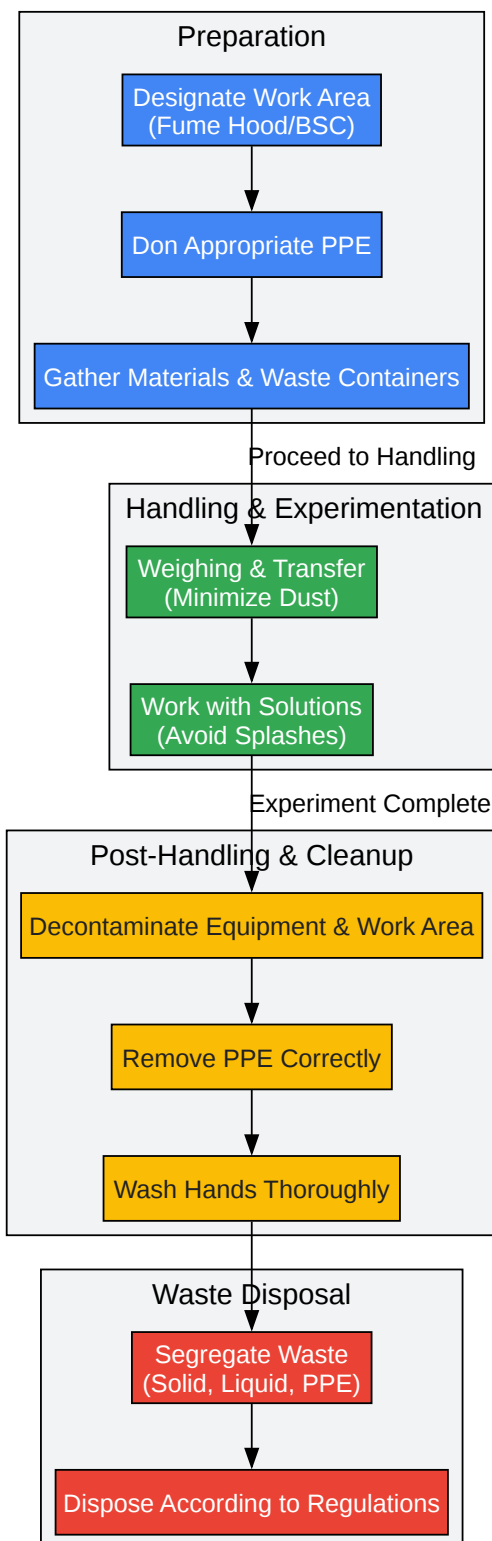 Preparation
Designate Work Area
(Fume Hood/BSC)
Don Appropriate PPE
Gather Materials & Waste Containers
Proceed to Handling
Handling & Experimentation
Weighing & Transfer
(Minimize Dust)
Work with Solutions
(Avoid Splashes)
Experiment Complete
Post-Handling & Cleanup
Decontaminate Equipment & Work Area
Remove PPE Correctly
Wash Hands Thoroughly
Waste Disposal
Segregate Waste
(Solid, Liquid, PPE)
Dispose According to Regulations